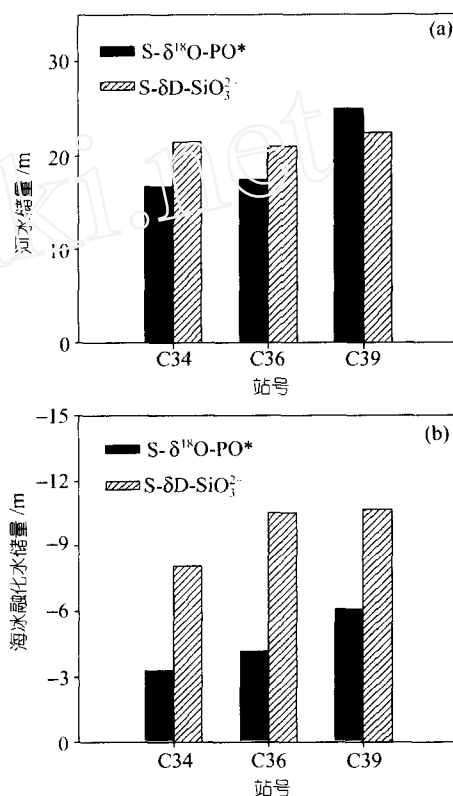 (a)
S-δ¹⁸O-PO*
S-δD-SiO₃²⁻
30
20
10
0
河水储量/m
C34 C36 C39
站号
(b)
S-δ¹⁸O-PO*
S-δD-SiO₃²⁻
-15
-12
-9
-6
-3
0
海冰融化水储量/m
C34 C36 C39
站号